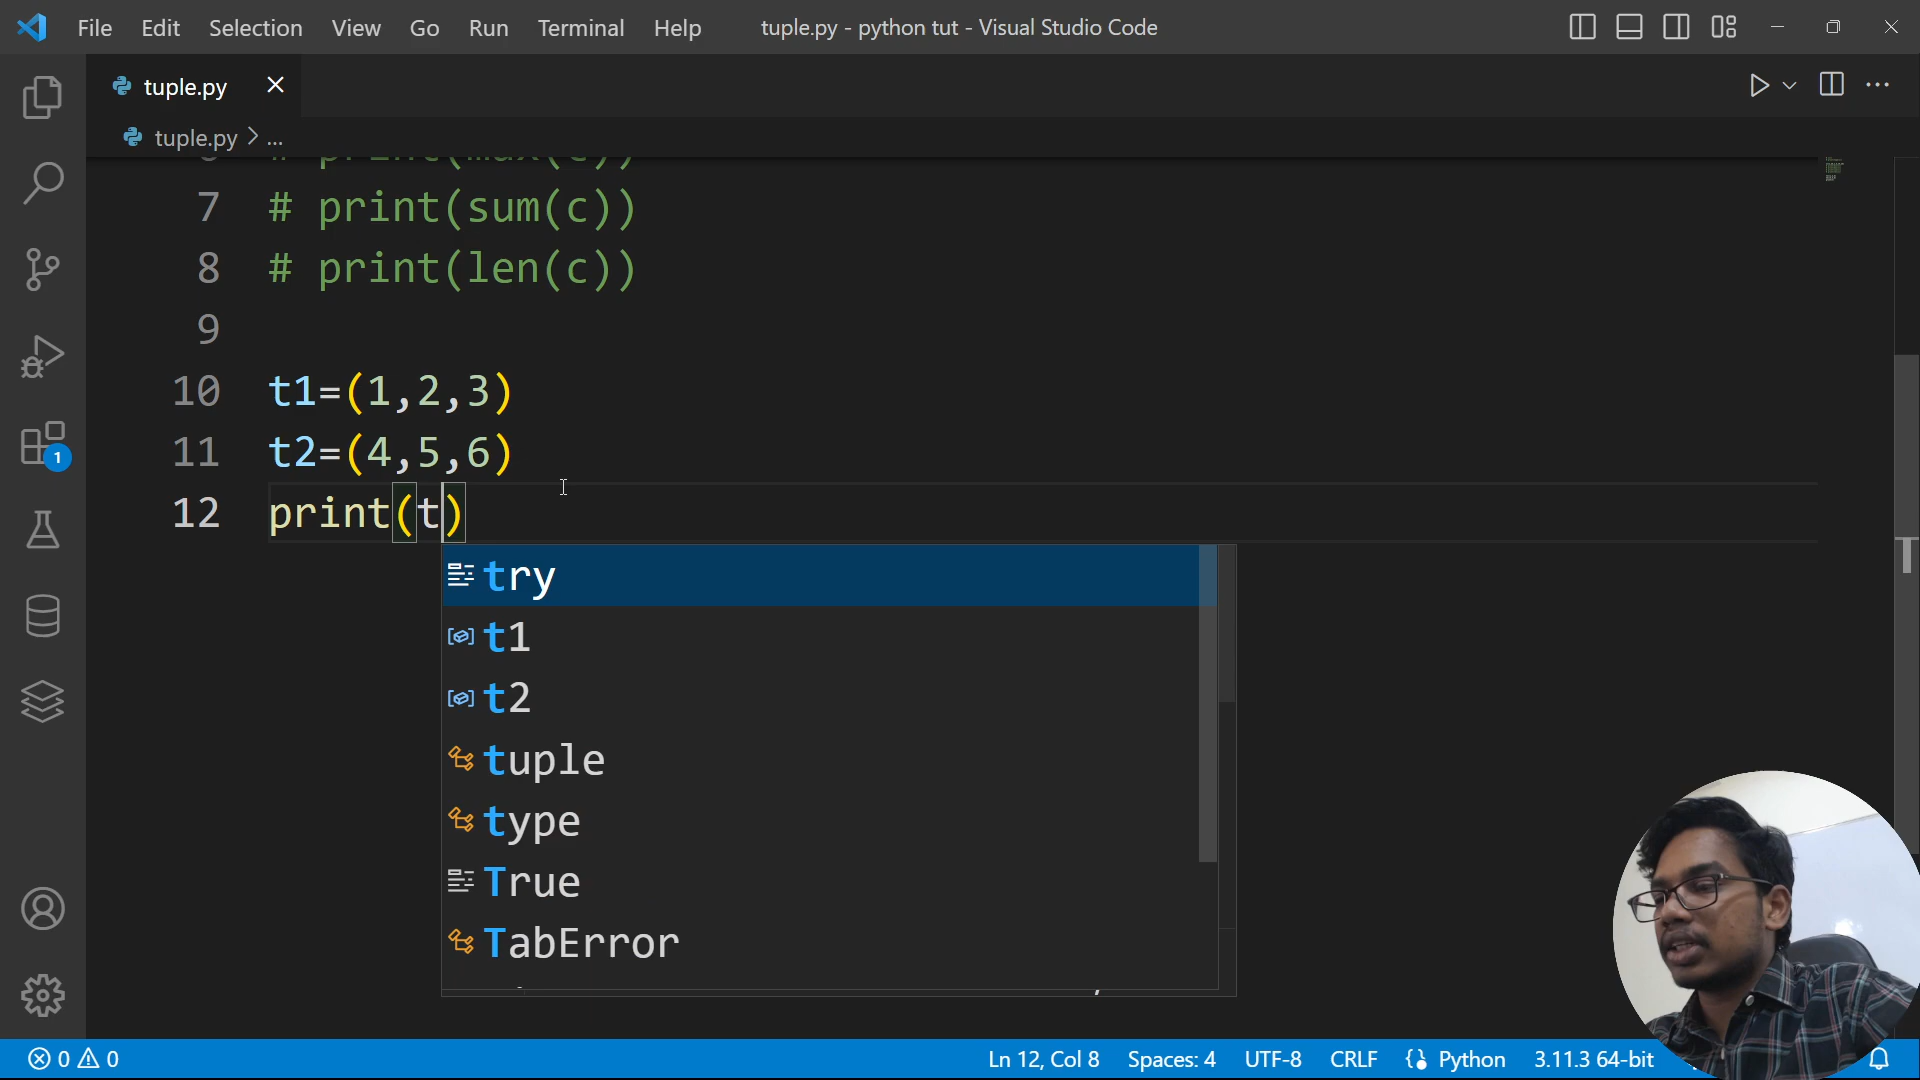 File Edit Selection View Go Run Terminal Help tuple.py - python tut - Visual Studio Code
tuple.py
tuple.py > ...
# print(max(c))
7 # print(sum(c))
8 # print(len(c))
9
10 t1=(1,2,3)
11 t2=(4,5,6)
12 print(t)
try
t1
t2
tuple
type
True
TabError
1
0 0 Ln 12, Col 8 Spaces: 4 UTF-8 CRLF Python 3.11.3 64-bit